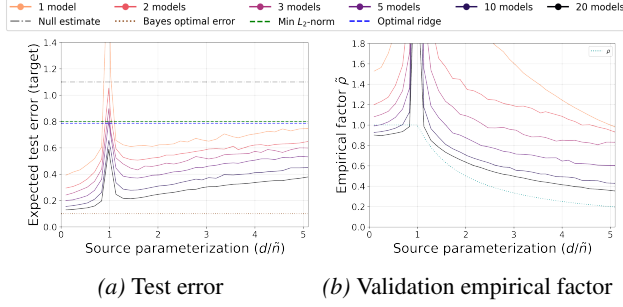 1 model 2 models 3 models 5 models 10 models 20 models
Null estimate Bayes optimal error Min L₂-norm Optimal ridge
Expected test error (target)
1.4
1.2
1.0
0.8
0.6
0.4
0.2
0.0
0 1 2 3 4 5
Source parameterization (d/ñ)
(a) Test error
Empirical factor ρ̃
1.8
1.6
1.4
1.2
1.0
0.8
0.6
0.4
0.2
0.0
ρ
0 1 2 3 4 5
Source parameterization (d/ñ)
(b) Validation empirical factor